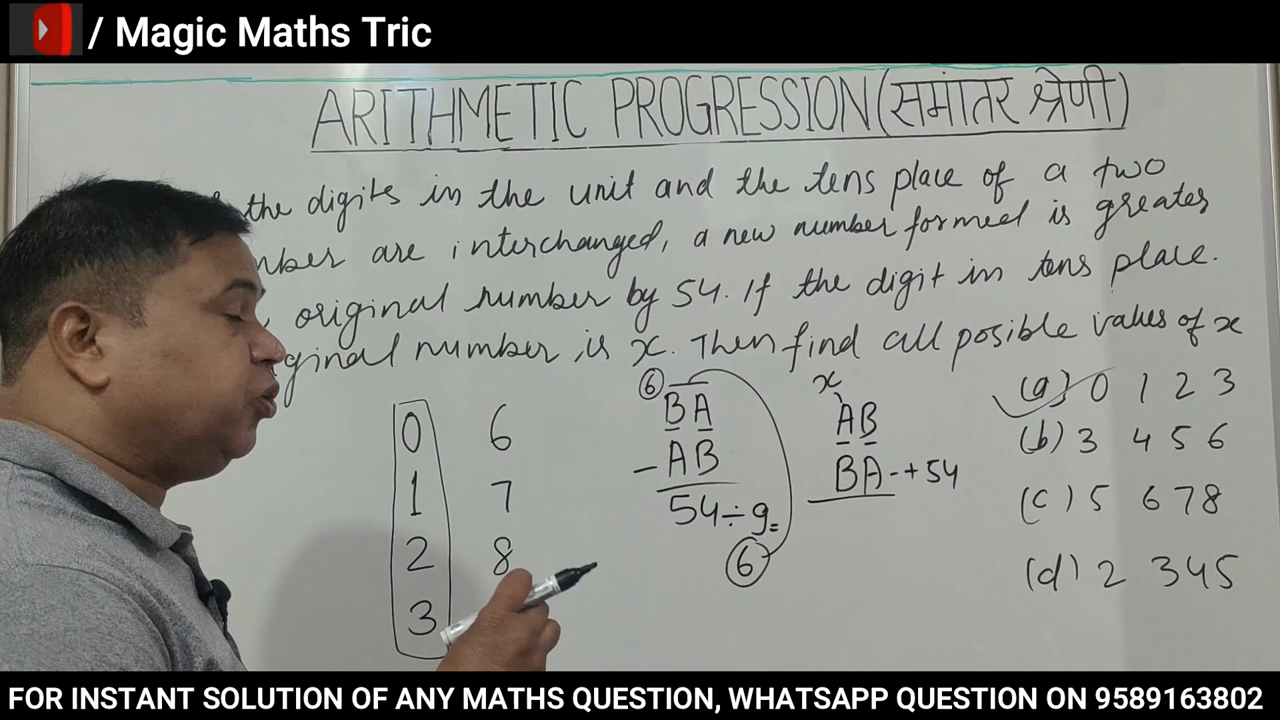 / Magic Maths Tric
ARITHMETIC PROGRESSION (समांतर श्रेणी)
the digits in the unit and the tens place of a two
are interchanged, a new number formed is greater
original number by 54. If the digit in tens place.
number is x. Then find all posible values of x
0 6
1 7
2 8
3
6
BA
-AB
54÷9=
6
x
AB
BA-+54
(a) 0 1 2 3
(b) 3 4 5 6
(c) 5 6 7 8
(d) 2 3 4 5
FOR INSTANT SOLUTION OF ANY MATHS QUESTION, WHATSAPP QUESTION ON 9589163802